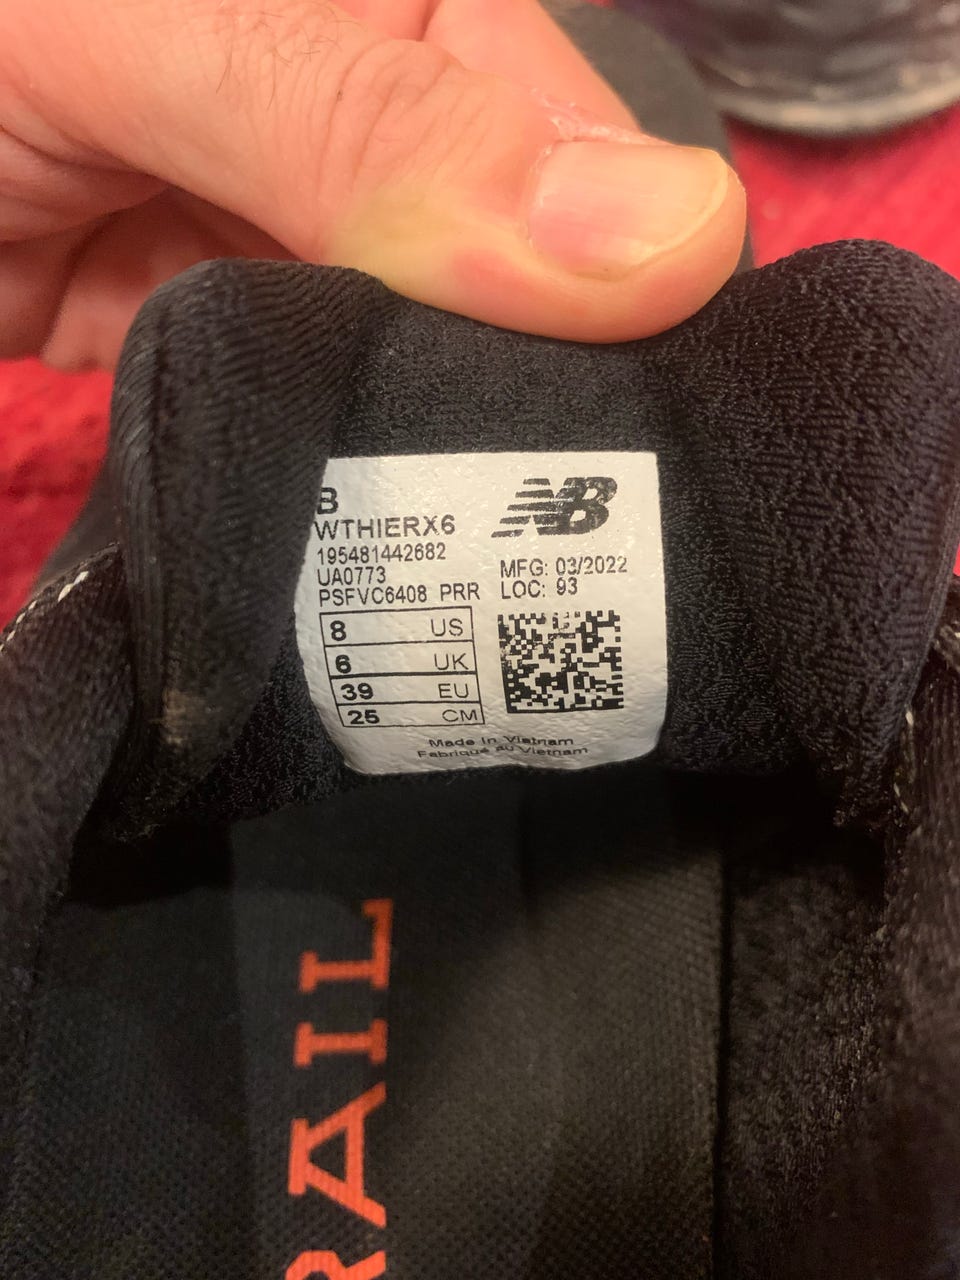 B
WTHIERX6
195481442682
UA0773
PSFVC6408 PRR
NB
MFG: 03/2022
LOC: 93
8 US
6 UK
39 EU
25 CM
Made in Vietnam
Fabriqué au Vietnam
RAIL